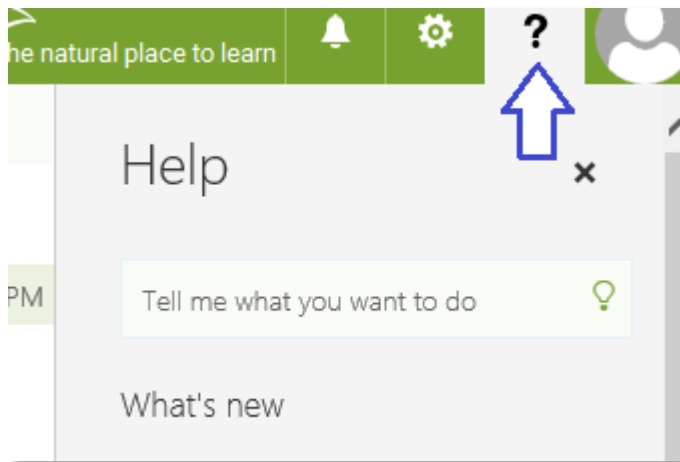 he natural place to learn
?
Help
×
PM
Tell me what you want to do
What's new